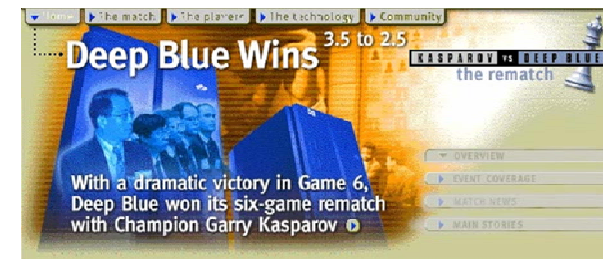 Home The match The players The technology Community
Deep Blue Wins 3.5 to 2.5
KASPAROV vs DEEP BLUE
the rematch
OVERVIEW
EVENT COVERAGE
MATCH NEWS
MAIN STORIES
With a dramatic victory in Game 6,
Deep Blue won its six-game rematch
with Champion Garry Kasparov